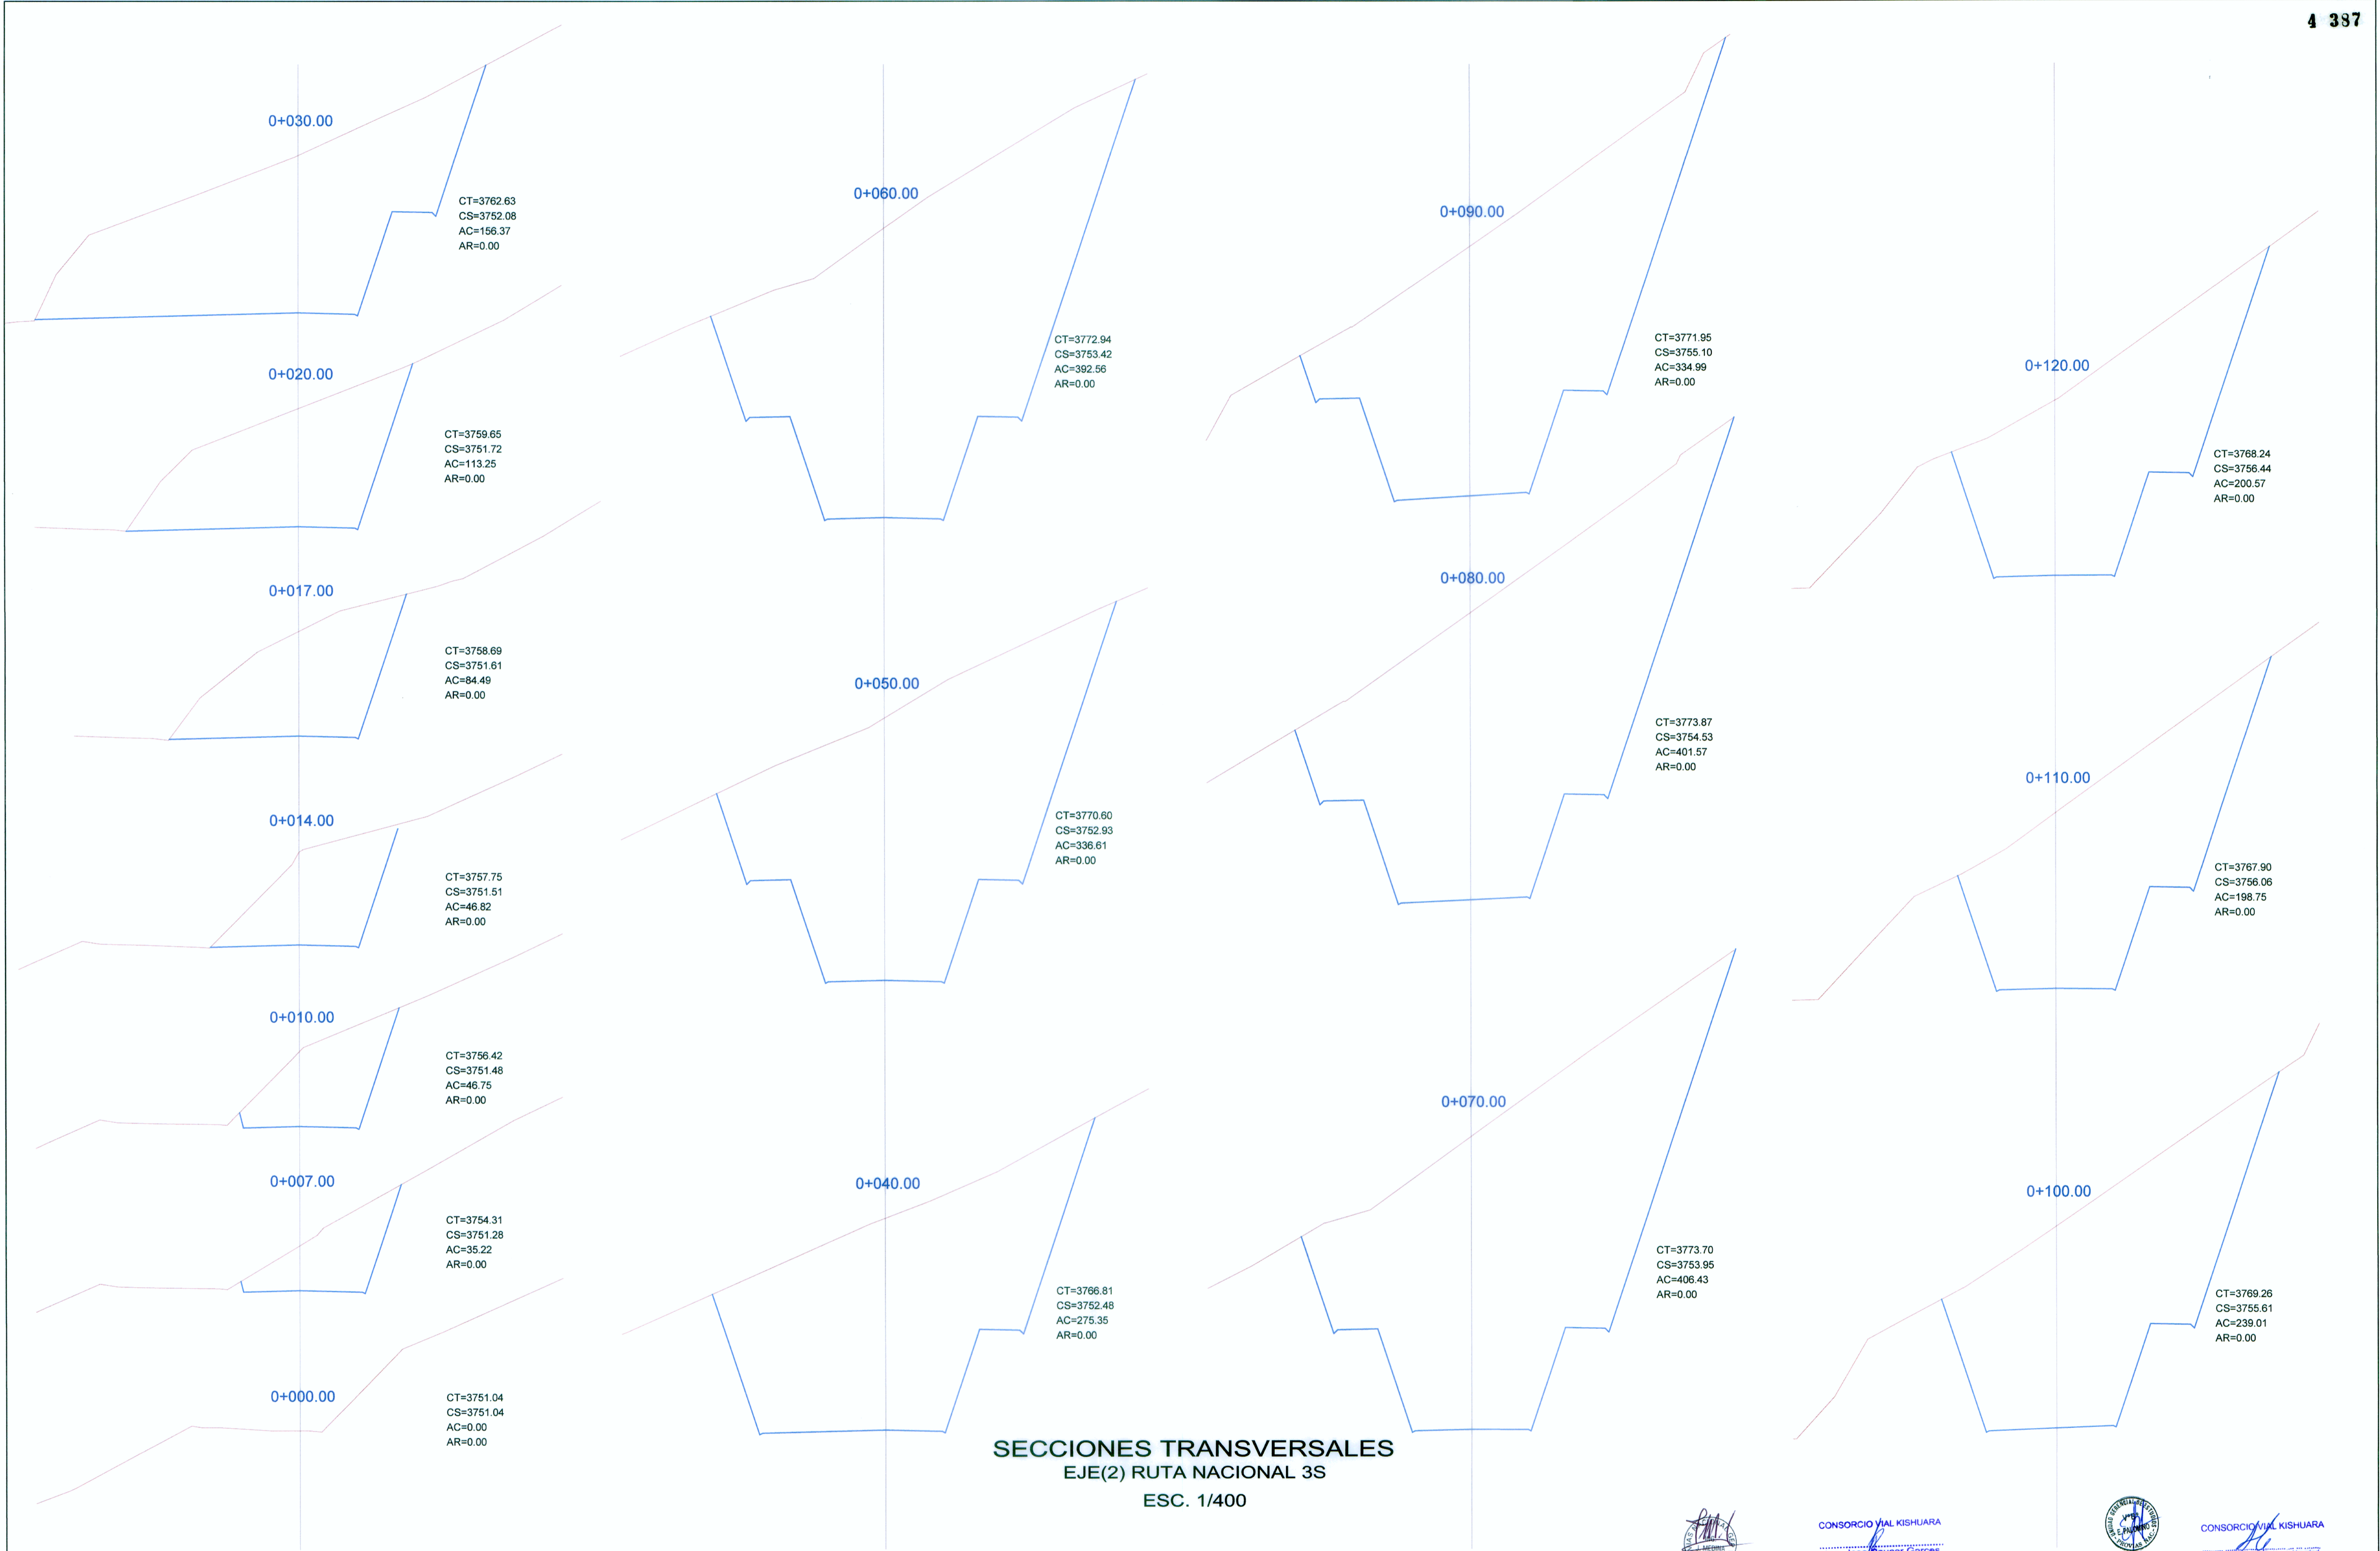 4 387
0+030.00
CT=3762.63
CS=3752.08
AC=156.37
AR=0.00
0+020.00
CT=3759.65
CS=3751.72
AC=113.25
AR=0.00
0+017.00
CT=3758.69
CS=3751.61
AC=84.49
AR=0.00
0+014.00
CT=3757.75
CS=3751.51
AC=46.82
AR=0.00
0+010.00
CT=3756.42
CS=3751.48
AC=46.75
AR=0.00
0+007.00
CT=3754.31
CS=3751.28
AC=35.22
AR=0.00
0+000.00
CT=3751.04
CS=3751.04
AC=0.00
AR=0.00
0+060.00
CT=3772.94
CS=3753.42
AC=392.56
AR=0.00
0+050.00
CT=3770.60
CS=3752.93
AC=336.61
AR=0.00
0+040.00
CT=3766.81
CS=3752.48
AC=275.35
AR=0.00
0+090.00
CT=3771.95
CS=3755.10
AC=334.99
AR=0.00
0+080.00
CT=3773.87
CS=3754.53
AC=401.57
AR=0.00
0+070.00
CT=3773.70
CS=3753.95
AC=406.43
AR=0.00
0+120.00
CT=3768.24
CS=3756.44
AC=200.57
AR=0.00
0+110.00
CT=3767.90
CS=3756.06
AC=198.75
AR=0.00
0+100.00
CT=3769.26
CS=3755.61
AC=239.01
AR=0.00
SECCIONES TRANSVERSALES
EJE(2) RUTA NACIONAL 3S
ESC. 1/400
J. MEDINA
CONSORCIO VIAL KISHUARA
E. PALOMINO
CONSORCIO VIAL KISHUARA